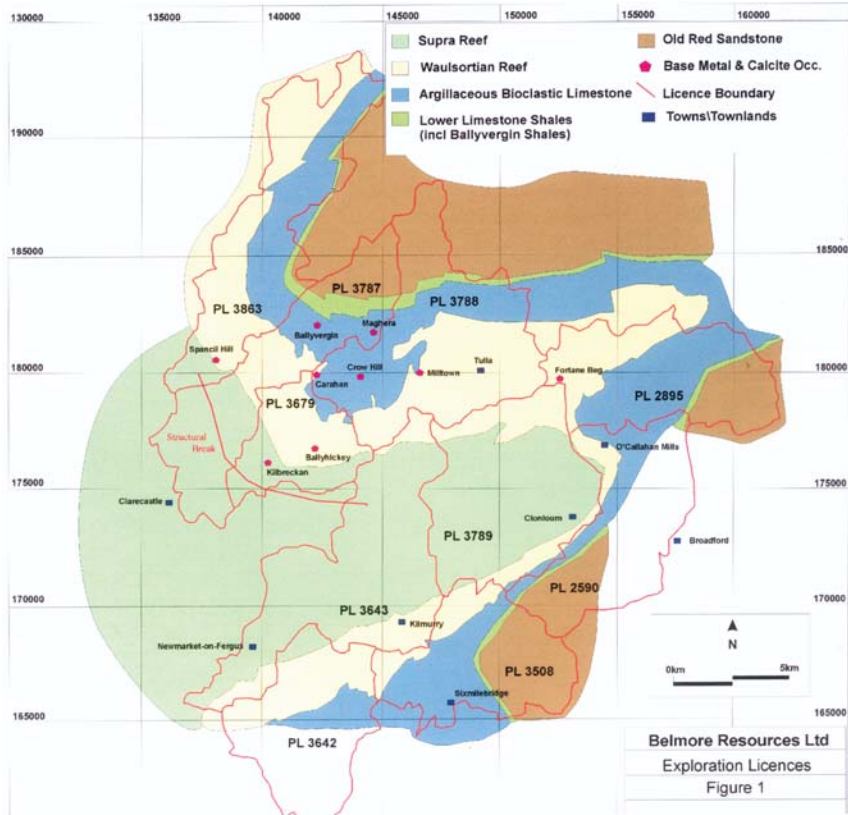 135000
140000
145000
150000
155000
160000
130000
190000
185000
180000
175000
170000
165000
185000
180000
175000
170000
165000
Supra Reef
Waulsortian Reef
Argillaceous Bioclastic Limestone
Lower Limestone Shales
(incl Ballyvergin Shales)
Old Red Sandstone
Base Metal & Calcite Occ.
Licence Boundary
Towns\Townlands
PL 3787
PL 3863
PL 3788
Ballyvergin
Maghera
Spancil Hill
Carahan
Crow Hill
Milltown
Tulla
Fortane Beg
PL 3679
PL 2895
Structural
Break
Ballyhickey
Kilbreckan
O'Callahan Mills
Clarecastle
Clonloum
PL 3789
Broadford
PL 2590
PL 3643
Kilmurry
Newmarket-on-Fergus
PL 3508
Sixmilebridge
PL 3642
N
0km
5km
Belmore Resources Ltd
Exploration Licences
Figure 1